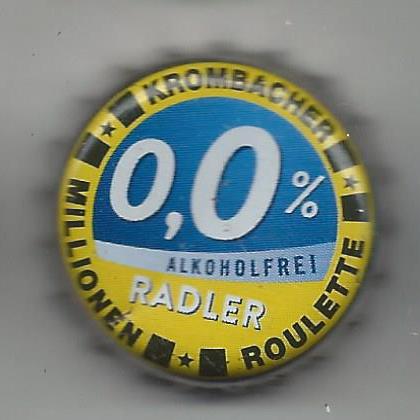 KROMBACHER
MILLIONEN
ROULETTE
0,0%
ALKOHOLFREI
RADLER